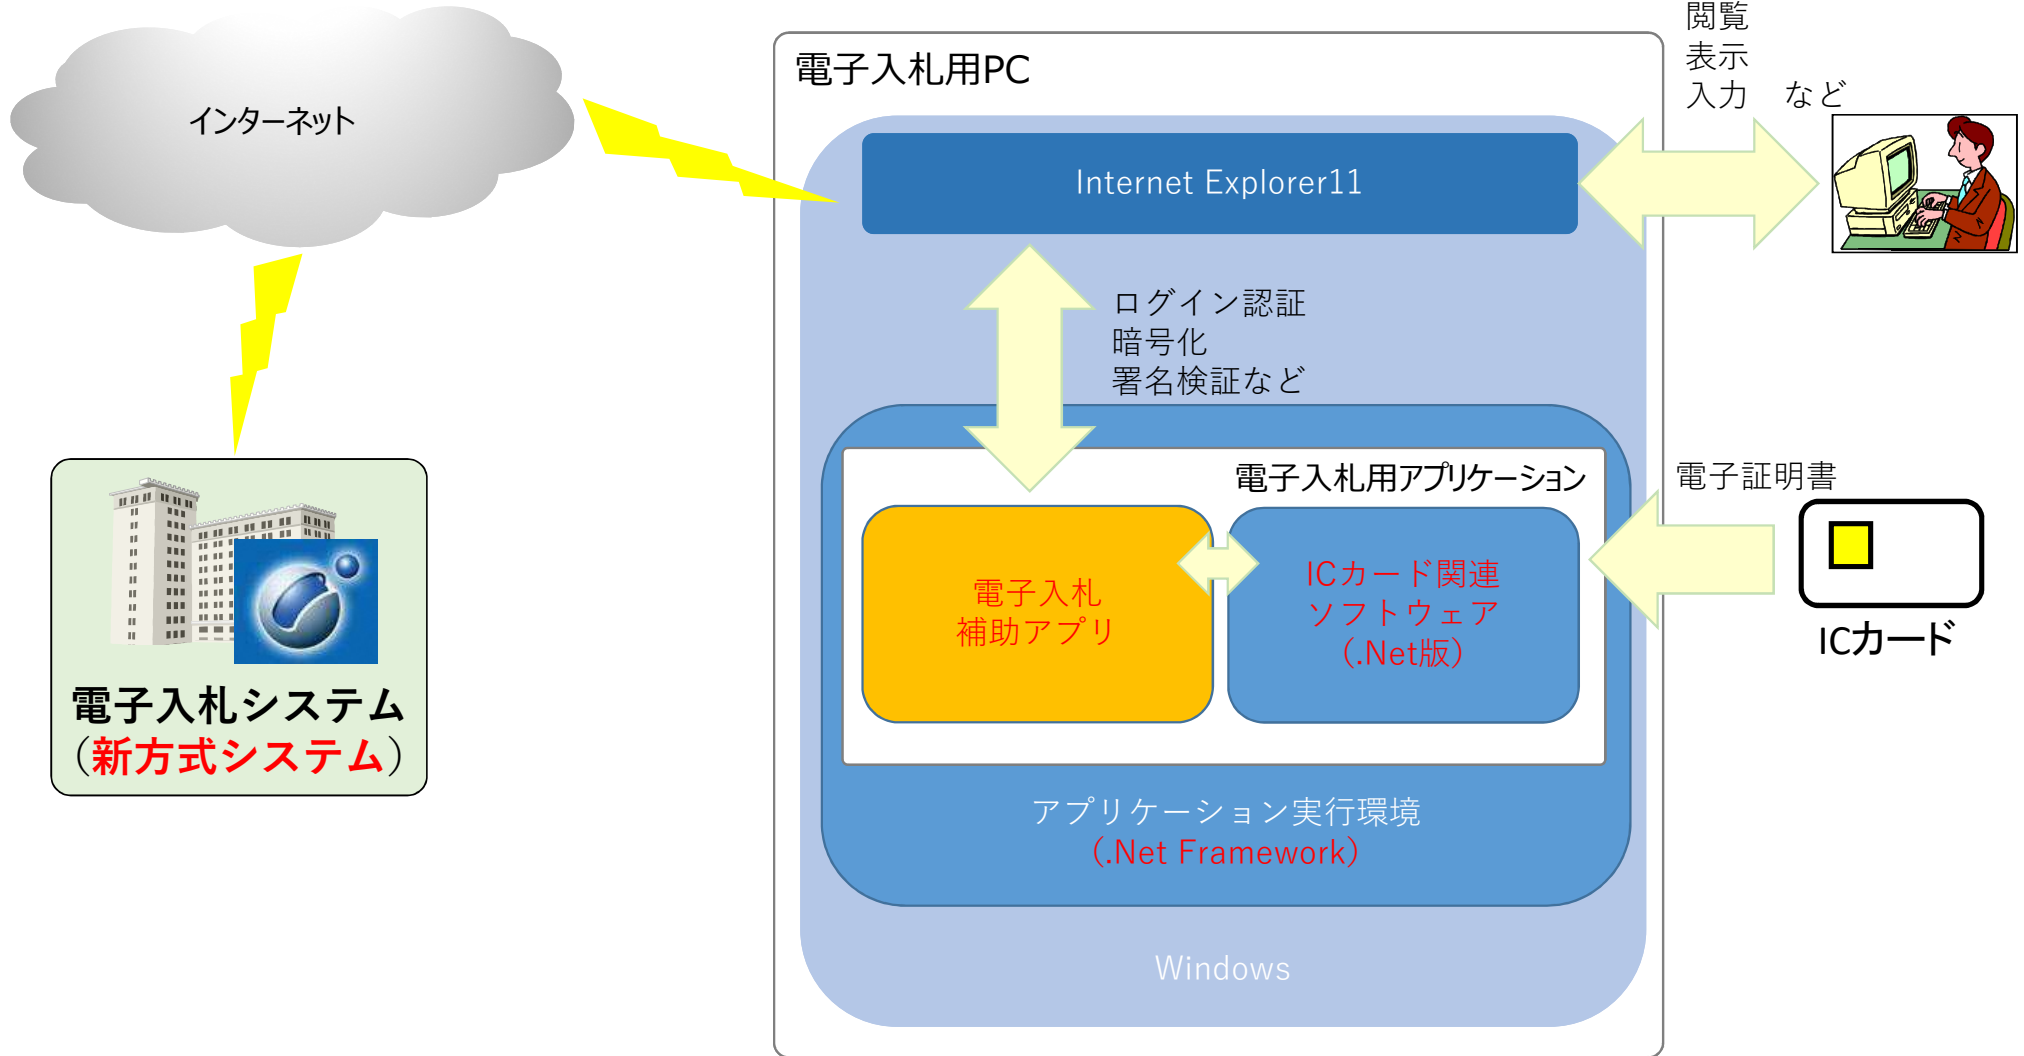 閲覧
表示
入力　など
電子入札用PC
インターネット
Internet Explorer11
ログイン認証
暗号化
署名検証など
電子入札用アプリケーション
電子証明書
電子入札
補助アプリ
ICカード関連
ソフトウェア
（.Net版）
ICカード
電子入札システム
（新方式システム）
アプリケーション実行環境
（.Net Framework）
Windows